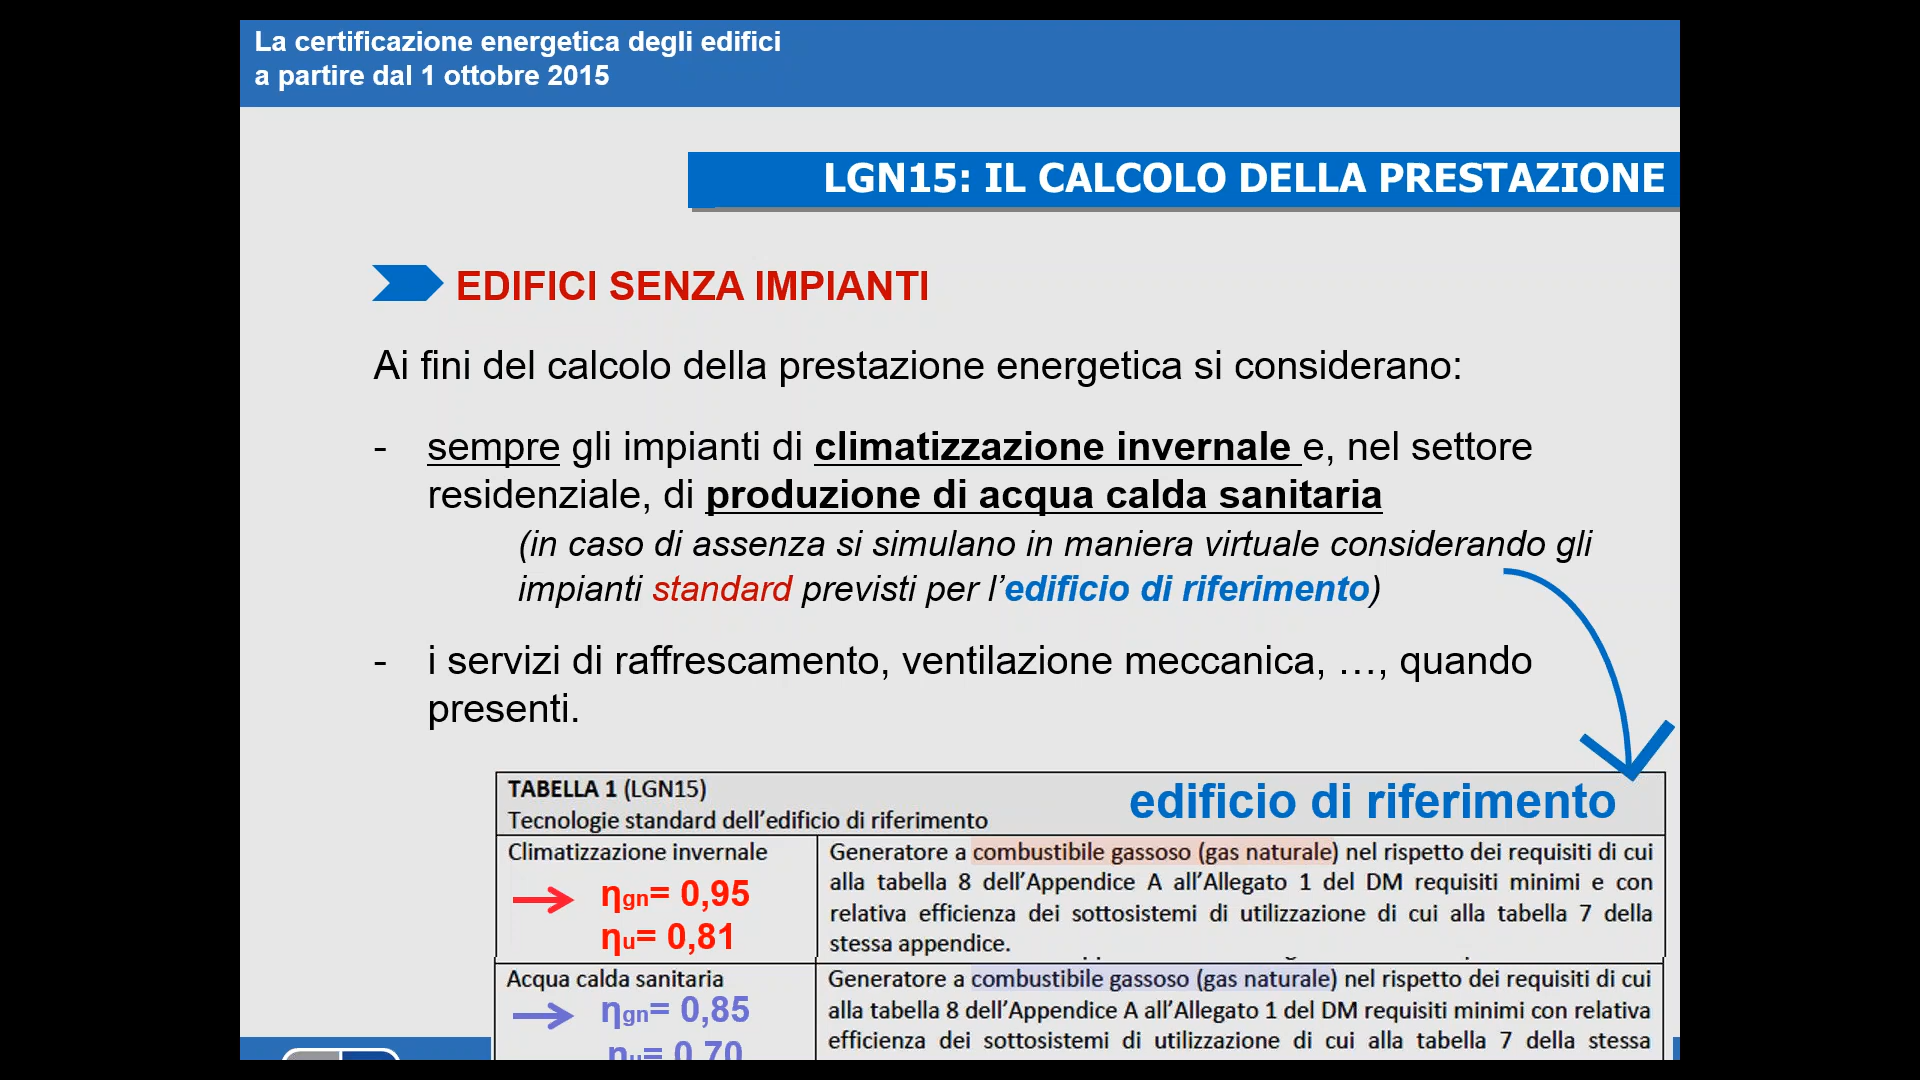 La certificazione energetica degli edifici
a partire dal 1 ottobre 2015
LGN15: IL CALCOLO DELLA PRESTAZIONE
EDIFICI SENZA IMPIANTI
Ai fini del calcolo della prestazione energetica si considerano:
- sempre gli impianti di climatizzazione invernale e, nel settore
residenziale, di produzione di acqua calda sanitaria
(in caso di assenza si simulano in maniera virtuale considerando gli
impianti standard previsti per l’edificio di riferimento)
- i servizi di raffrescamento, ventilazione meccanica, …, quando
presenti.
TABELLA 1 (LGN15)
Tecnologie standard dell’edificio di riferimento
edificio di riferimento
Climatizzazione invernale
ηgn= 0,95
ηu= 0,81
Generatore a combustibile gassoso (gas naturale) nel rispetto dei requisiti di cui
alla tabella 8 dell’Appendice A all’Allegato 1 del DM requisiti minimi e con
relativa efficienza dei sottosistemi di utilizzazione di cui alla tabella 7 della
stessa appendice.
Acqua calda sanitaria
ηgn= 0,85
ηu= 0,70
Generatore a combustibile gassoso (gas naturale) nel rispetto dei requisiti di cui
alla tabella 8 dell’Appendice A all’Allegato 1 del DM requisiti minimi con relativa
efficienza dei sottosistemi di utilizzazione di cui alla tabella 7 della stessa